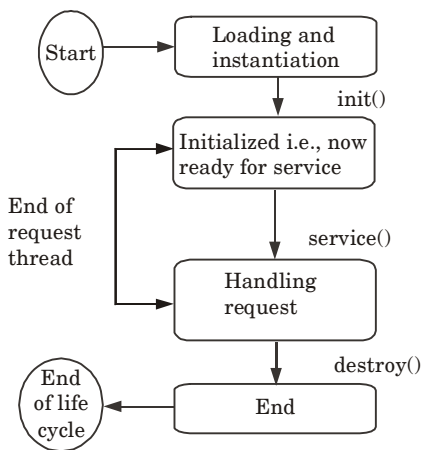 Start
Loading and
instantiation
init()
Initialized i.e., now
ready for service
End of
request
thread
service()
Handling
request
destroy()
End
of life
cycle
End